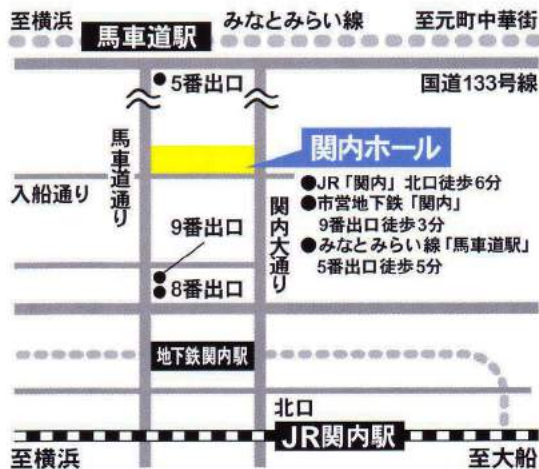 至横浜
馬車道駅
みなとみらい線
至元町中華街
5番出口
国道133号線
馬車道通り
関内ホール
入船通り
●JR「関内」北口徒歩6分
●市営地下鉄「関内」
9番出口徒歩3分
●みなとみらい線「馬車道駅」
5番出口徒歩5分
関内大通り
9番出口
8番出口
地下鉄関内駅
北口
JR関内駅
至横浜
至大船